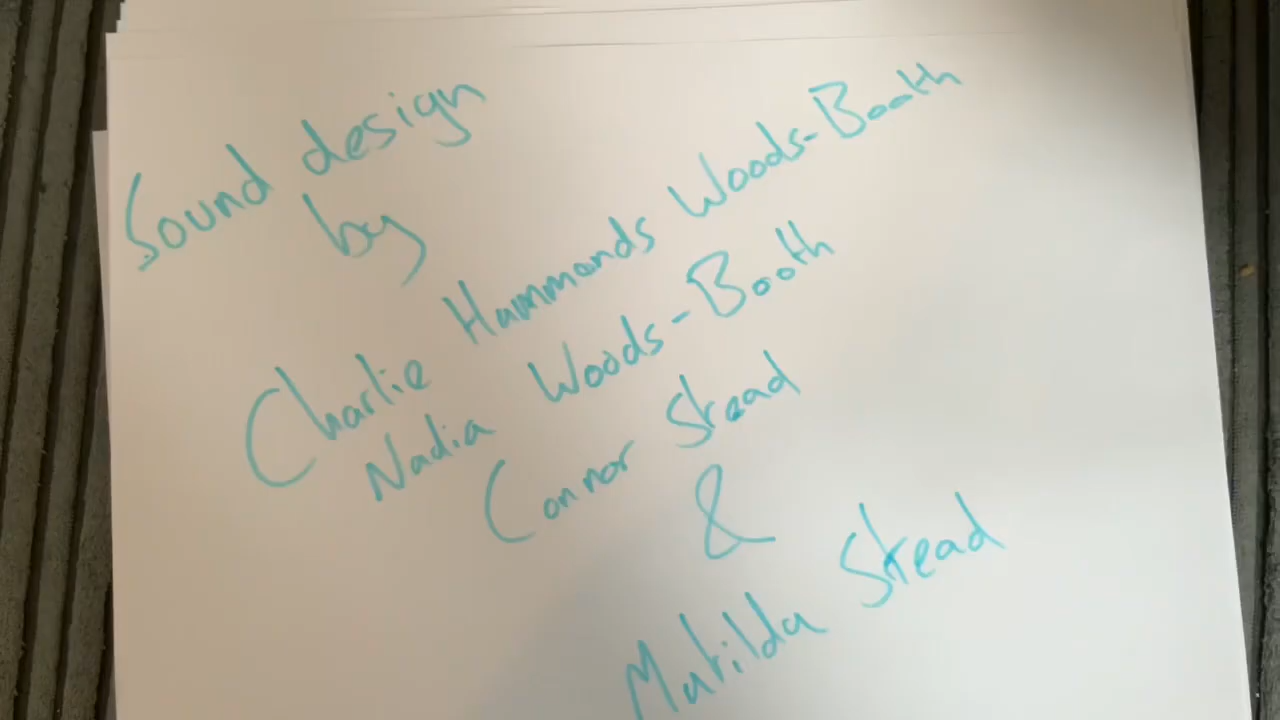 Sound design
by
Charlie Hammonds Woods-Booth
Nadia Woods-Booth
Connor Stead
&
Matilda Stead